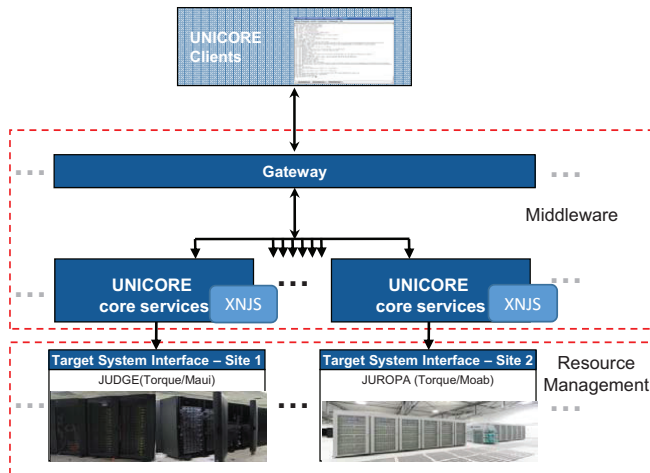 UNICORE
Clients
Gateway
Middleware
UNICORE
core services
XNJS
UNICORE
core services
XNJS
Target System Interface – Site 1
JUDGE(Torque/Maui)
Target System Interface – Site 2
JUROPA (Torque/Moab)
Resource
Management